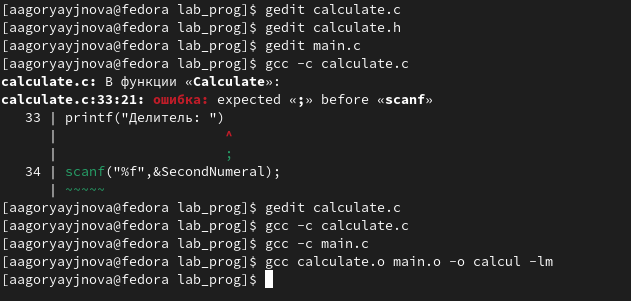 [aagoryayjnova@fedora lab_prog]$ gedit calculate.c
[aagoryayjnova@fedora lab_prog]$ gedit calculate.h
[aagoryayjnova@fedora lab_prog]$ gedit main.c
[aagoryayjnova@fedora lab_prog]$ gcc -c calculate.c
calculate.c: В функции «Calculate»:
calculate.c:33:21: ошибка: expected «;» before «scanf»
33 | printf("Делитель: ")
| ^
| ;
34 | scanf("%f",&SecondNumeral);
| ~~~~~
[aagoryayjnova@fedora lab_prog]$ gedit calculate.c
[aagoryayjnova@fedora lab_prog]$ gcc -c calculate.c
[aagoryayjnova@fedora lab_prog]$ gcc -c main.c
[aagoryayjnova@fedora lab_prog]$ gcc calculate.o main.o -o calcul -lm
[aagoryayjnova@fedora lab_prog]$